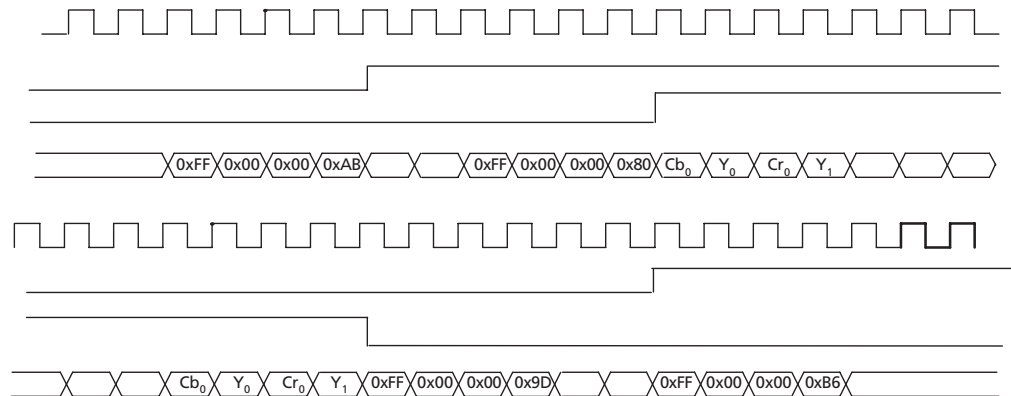 0xFF 0x00 0x00 0xAB 0xFF 0x00 0x00 0x80 Cb₀ Y₀ Cr₀ Y₁
Cb₀ Y₀ Cr₀ Y₁ 0xFF 0x00 0x00 0x9D 0xFF 0x00 0x00 0xB6